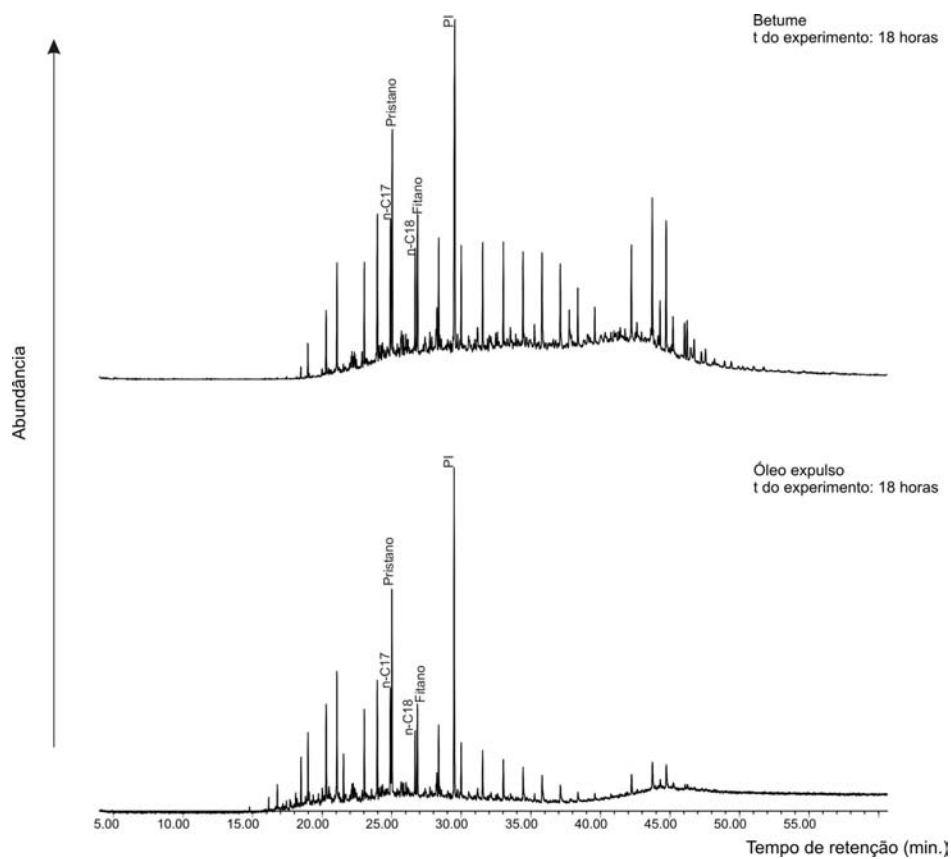 Betume
t do experimento: 18 horas
PI
Pristano
n-C17
Fitano
n-C18
Abundância
Óleo expulso
t do experimento: 18 horas
PI
Pristano
n-C17
Fitano
n-C18
5.00 10.00 15.00 20.00 25.00 30.00 35.00 40.00 45.00 50.00 55.00
Tempo de retenção (min.)